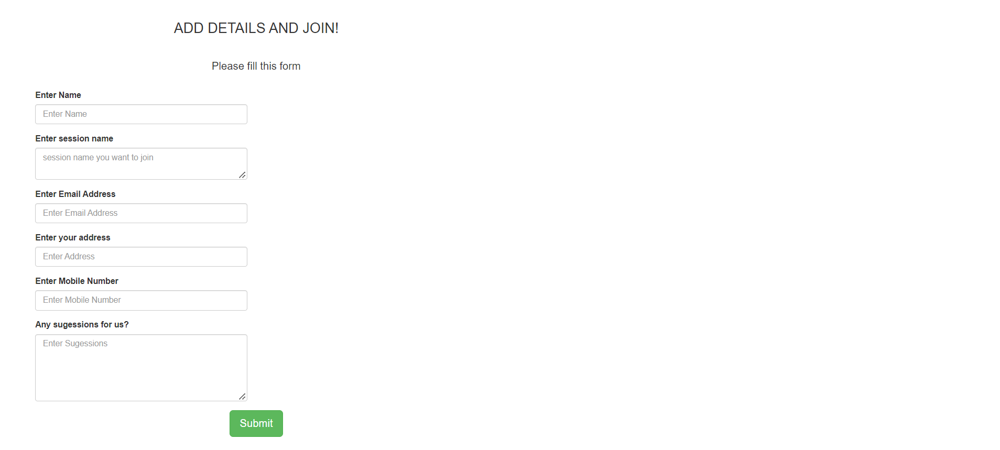 ADD DETAILS AND JOIN!
Please fill this form
Enter Name
Enter Name
Enter session name
session name you want to join
Enter Email Address
Enter Email Address
Enter your address
Enter Address
Enter Mobile Number
Enter Mobile Number
Any sugessions for us?
Enter Sugessions
Submit